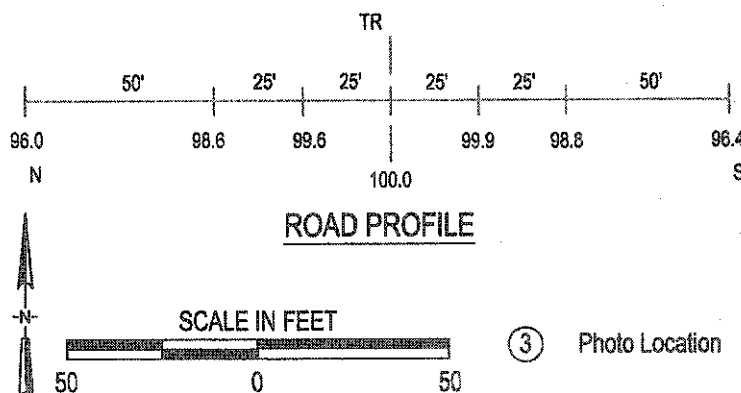 TR
50' 25' 25' 25' 25' 50'
96.0 98.6 99.6 99.9 98.8 96.4
N 100.0 S
ROAD PROFILE
-N-
SCALE IN FEET
3 Photo Location
50 0 50